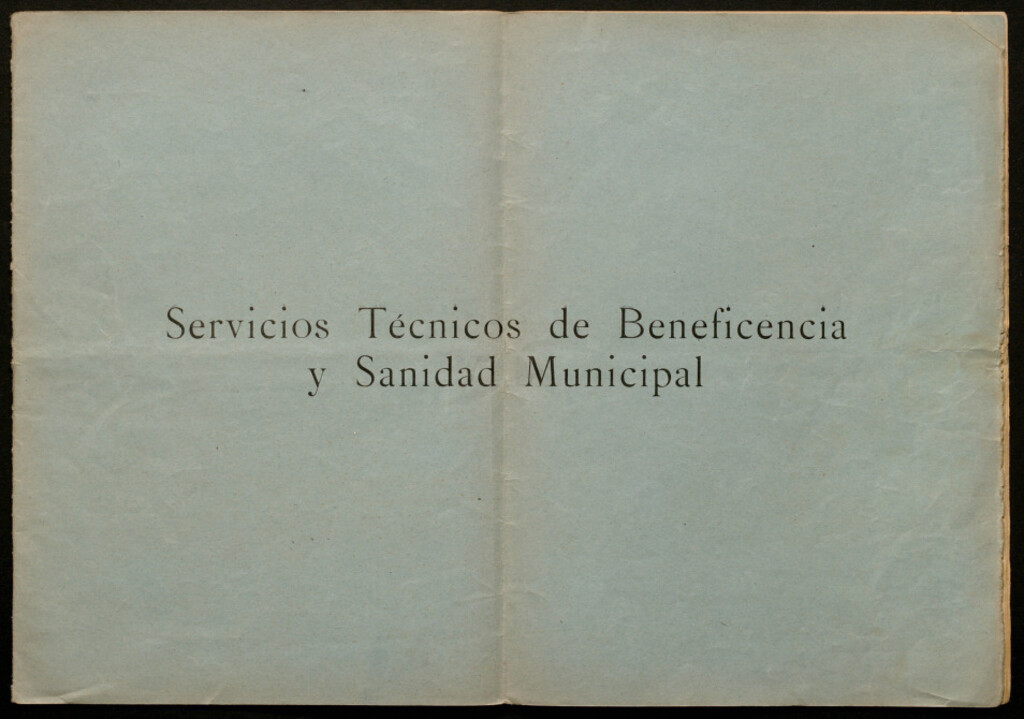 Servicios Técnicos de Beneficencia
y Sanidad Municipal